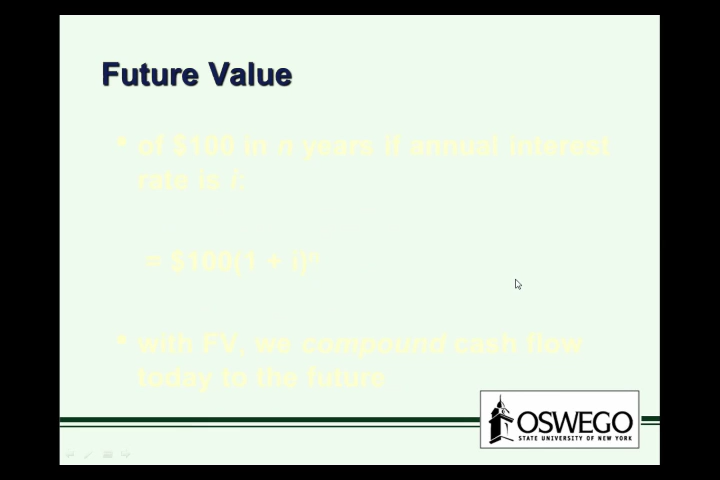 Future Value
• of $100 in n years if annual interest
rate is i:
= $100(1 + i)ⁿ
• with FV, we compound cash flow
today to the future
OSWEGO
STATE UNIVERSITY OF NEW YORK